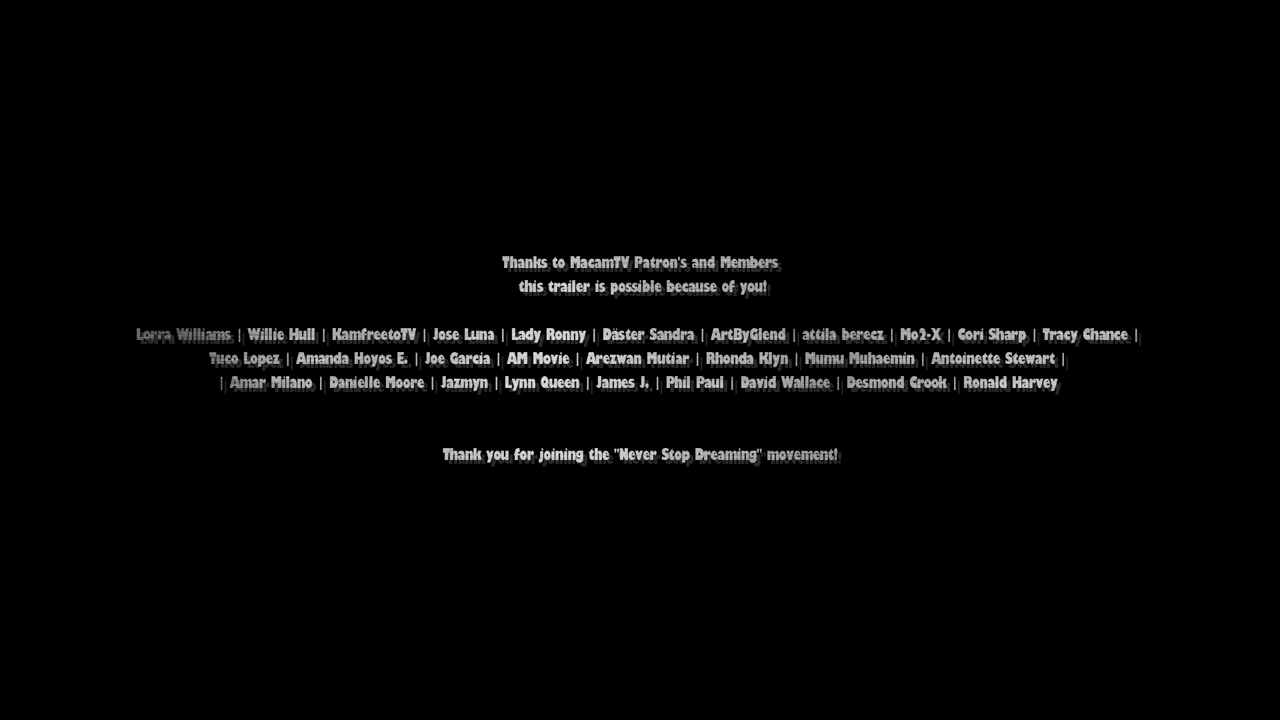 Thanks to MacamTV Patron's and Members
this trailer is possible because of you!
Lorra Williams | Willie Hull | KamfreetoTV | Jose Luna | Lady Ronny | Däster Sandra | ArtByGlend | attila berecz | Mo2-X | Cori Sharp | Tracy Chance |
Tuco Lopez | Amanda Hoyos E. | Joe Garcia | AM Movie | Arezwan Mutiar | Rhonda Klyn | Mumu Muhaemin | Antoinette Stewart |
| Amar Milano | Danielle Moore | Jazmyn | Lynn Queen | James J. | Phil Paul | David Wallace | Desmond Crook | Ronald Harvey
Thank you for joining the "Never Stop Dreaming" movement!